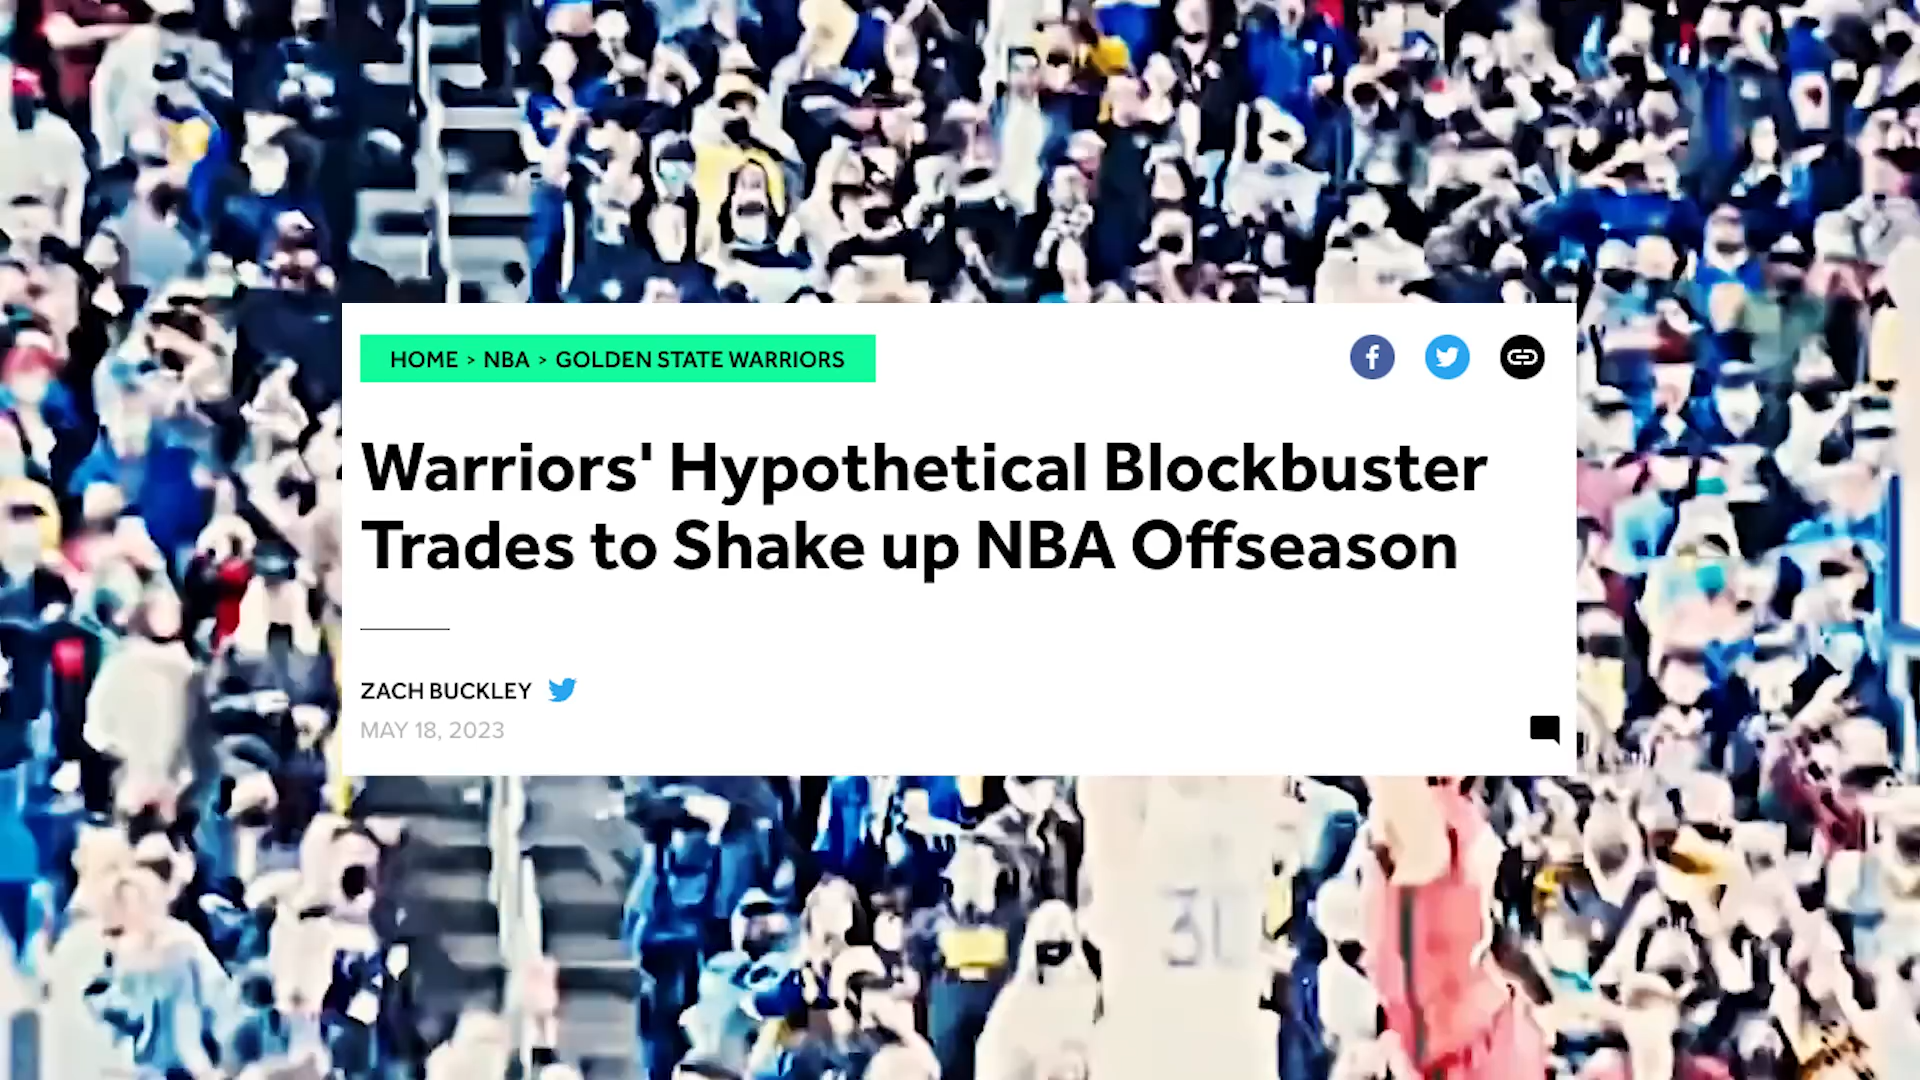 HOME > NBA > GOLDEN STATE WARRIORS
Warriors' Hypothetical Blockbuster
Trades to Shake up NBA Offseason
ZACH BUCKLEY
MAY 18, 2023
30